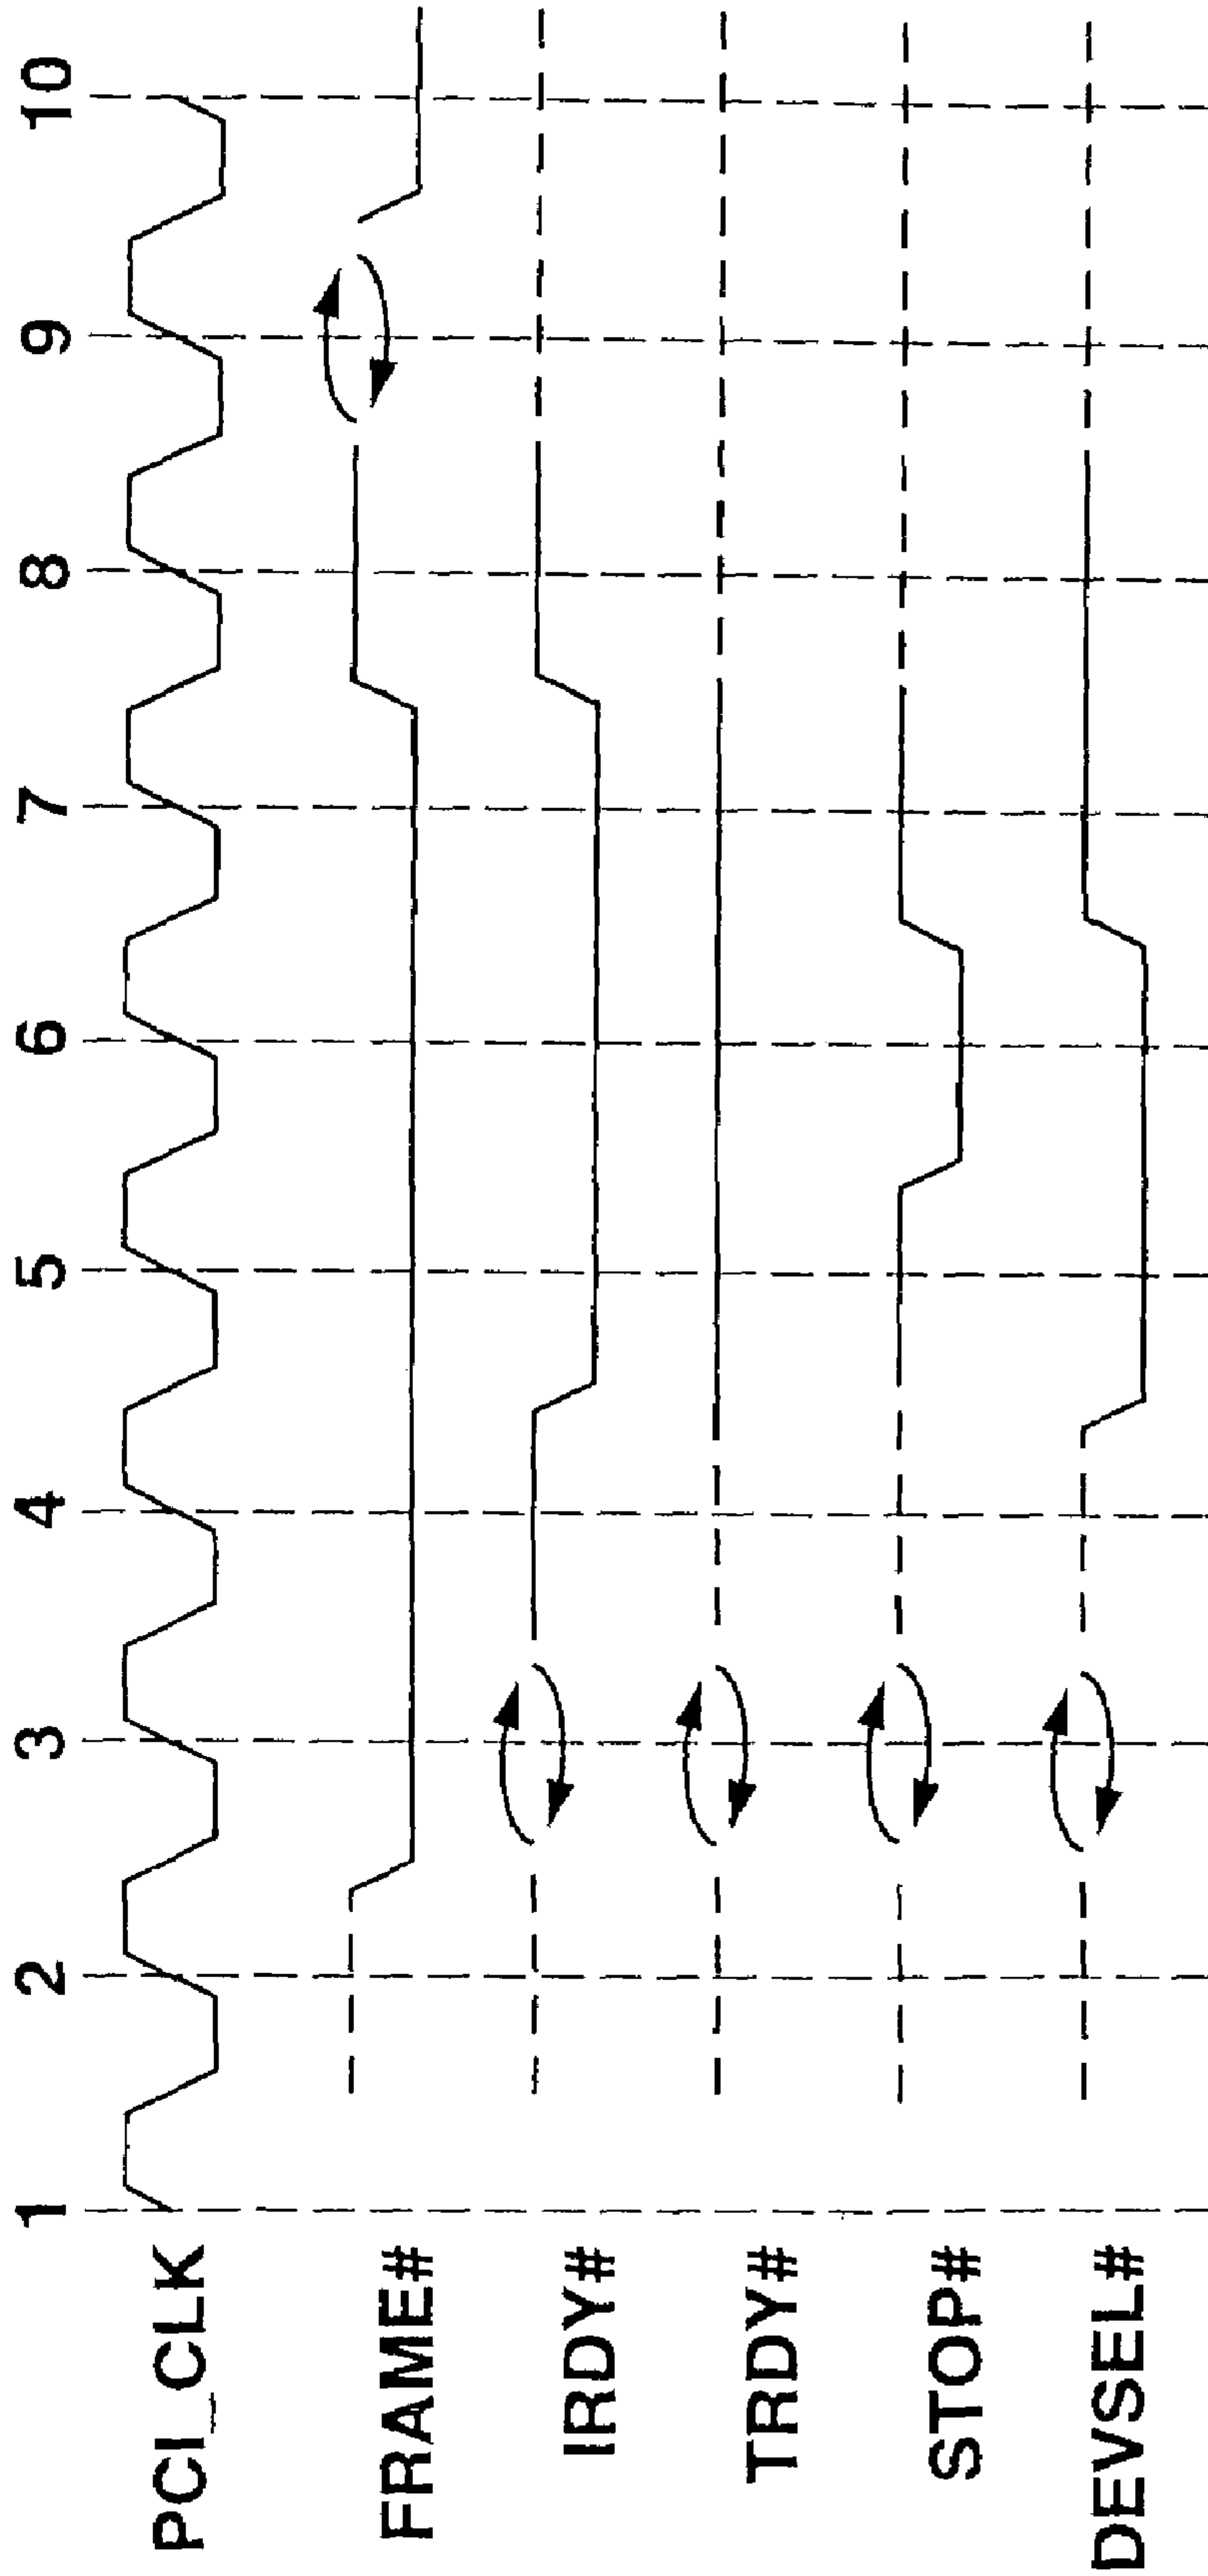 1 2 3 4 5 6 7 8 9 10
PCI_CLK
FRAME#
IRDY#
TRDY#
STOP#
DEVSEL#